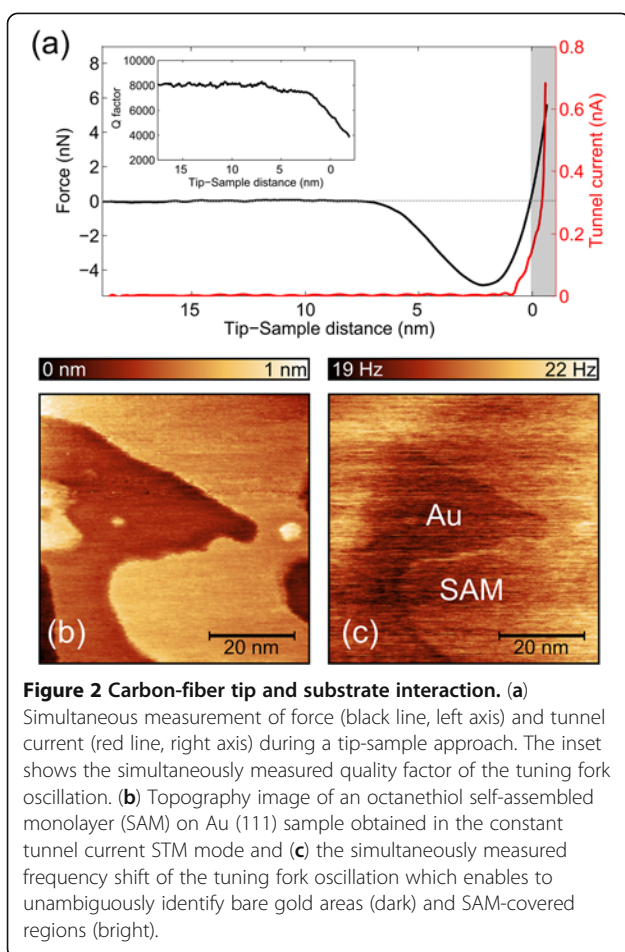 (a)
8
6
4
2
0
−2
−4
Force (nN)
10000
8000
6000
4000
2000
Q factor
15 10 5 0
Tip−Sample distance (nm)
0.8
0.6
0.4
0.2
0
Tunnel current (nA)
15 10 5 0
Tip−Sample distance (nm)
0 nm 1 nm
19 Hz 22 Hz
Au
SAM
(b) 20 nm
(c) 20 nm
Figure 2 Carbon-fiber tip and substrate interaction. (a)
Simultaneous measurement of force (black line, left axis) and tunnel
current (red line, right axis) during a tip-sample approach. The inset
shows the simultaneously measured quality factor of the tuning fork
oscillation. (b) Topography image of an octanethiol self-assembled
monolayer (SAM) on Au (111) sample obtained in the constant
tunnel current STM mode and (c) the simultaneously measured
frequency shift of the tuning fork oscillation which enables to
unambiguously identify bare gold areas (dark) and SAM-covered
regions (bright).